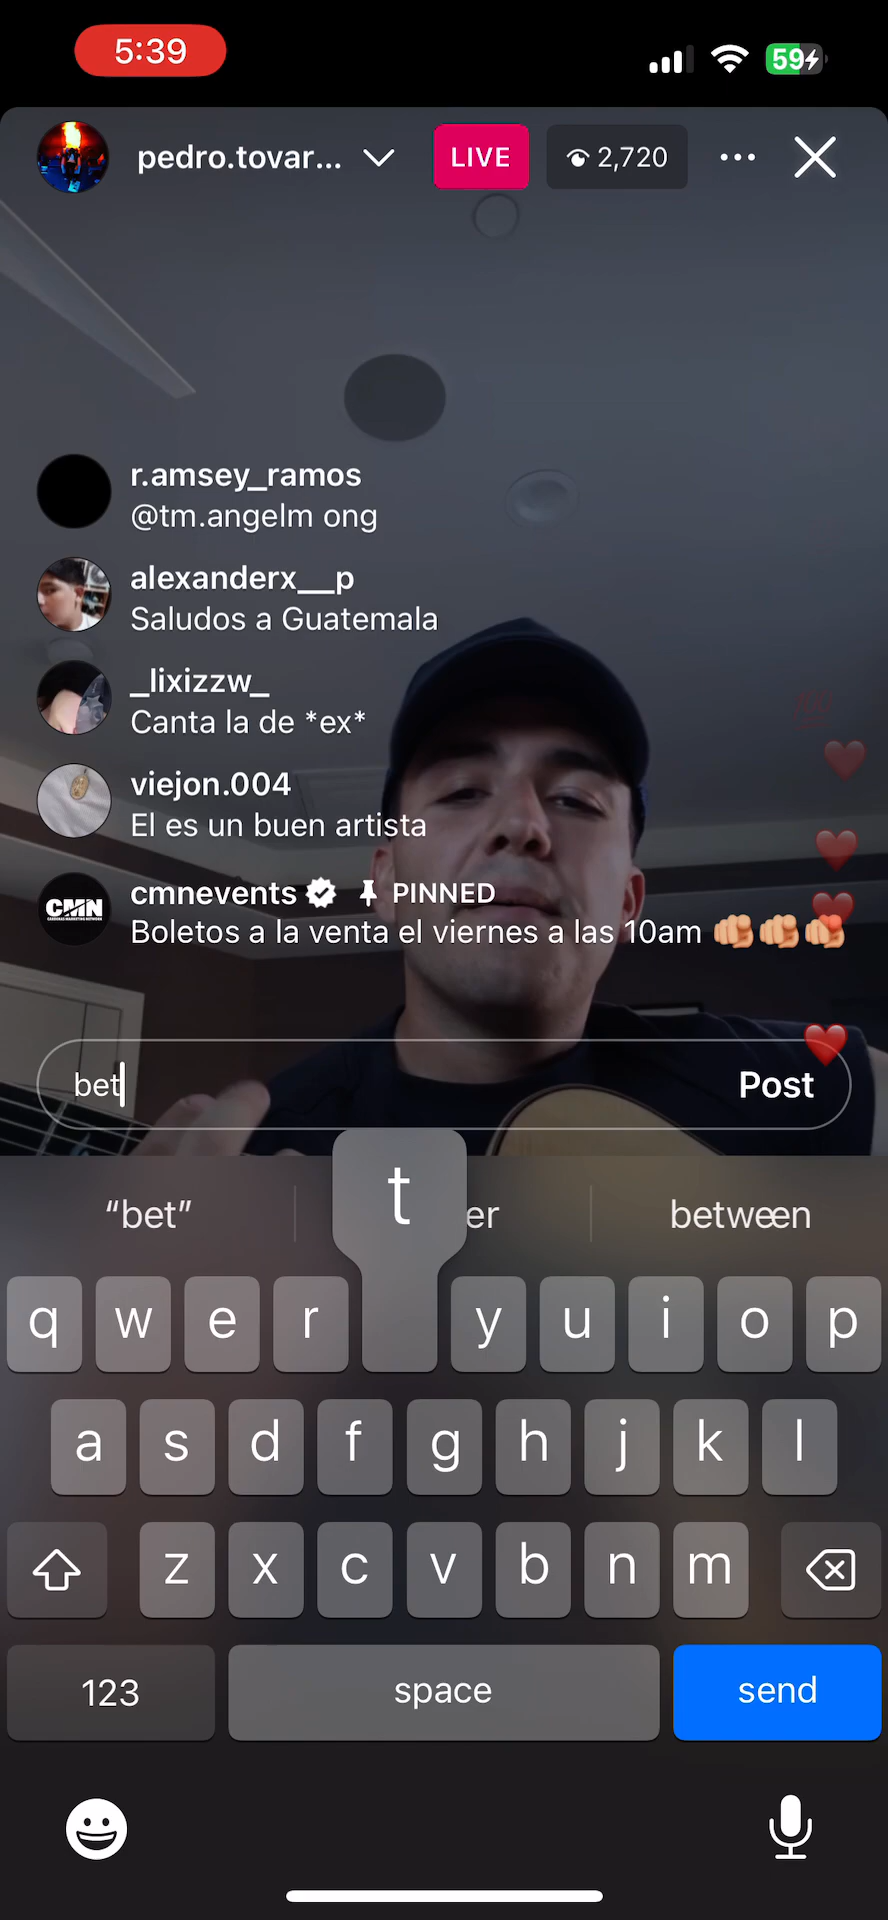 5:39
59
pedro.tovar...
LIVE
2,720
r.amsey_ramos
@tm.angelm ong
alexanderx__p
Saludos a Guatemala
_lixizzw_
Canta la de *ex*
viejon.004
El es un buen artista
CMN
cmnevents PINNED
Boletos a la venta el viernes a las 10am
bet
Post
“bet” er between
t
q w e r y u i o p
a s d f g h j k l
z x c v b n m
123 space send